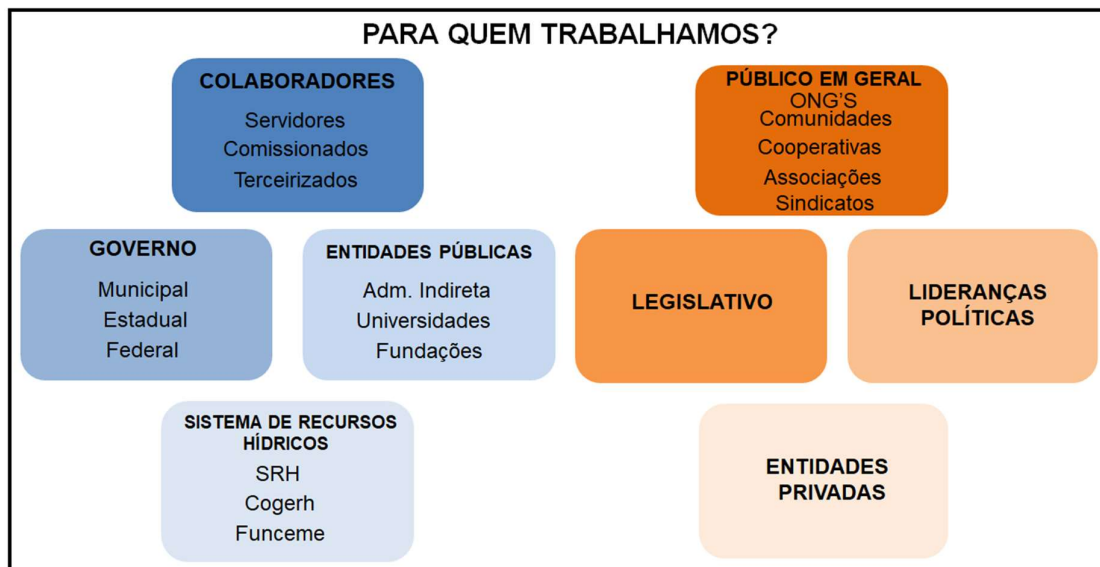 PARA QUEM TRABALHAMOS?
COLABORADORES
Servidores
Comissionados
Terceirizados
PÚBLICO EM GERAL
ONG'S
Comunidades
Cooperativas
Associações
Sindicatos
GOVERNO
Municipal
Estadual
Federal
ENTIDADES PÚBLICAS
Adm. Indireta
Universidades
Fundações
LEGISLATIVO
LIDERANÇAS
POLÍTICAS
SISTEMA DE RECURSOS
HÍDRICOS
SRH
Cogerh
Funceme
ENTIDADES
PRIVADAS